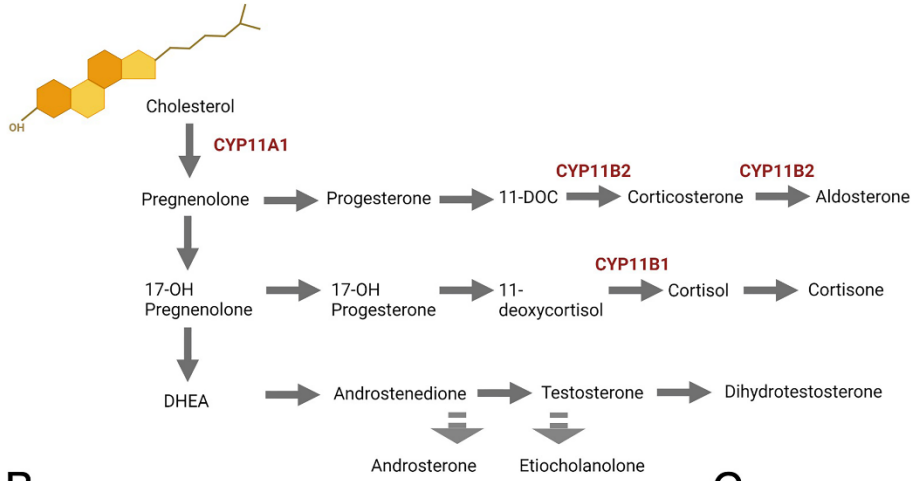 OH
Cholesterol
CYP11A1
CYP11B2 CYP11B2
Pregnenolone Progesterone 11-DOC Corticosterone Aldosterone
CYP11B1
17-OH 17-OH 11- Cortisol Cortisone
Pregnenolone Progesterone deoxycortisol
DHEA Androstenedione Testosterone Dihydrotestosterone
Androsterone Etiocholanolone